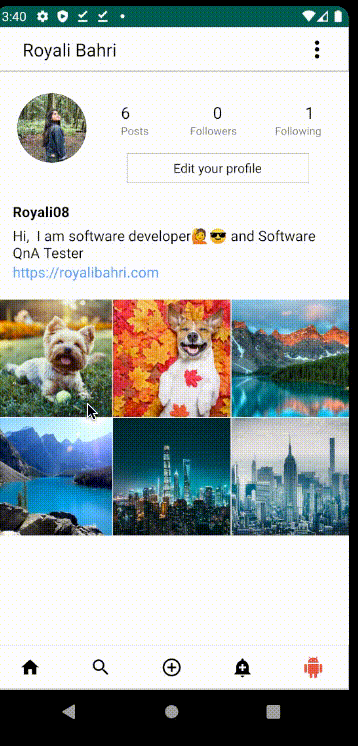 3:40
Royali Bahri
6 0 1
Posts Followers Following
Edit your profile
Royali08
Hi, I am software developer🙋😎 and Software
QnA Tester
https://royalibahri.com